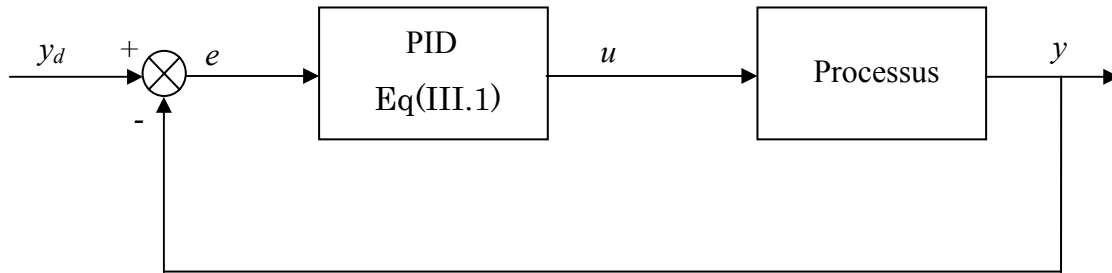 y_d
+
e
-
PID
Eq(III.1)
u
Processus
y